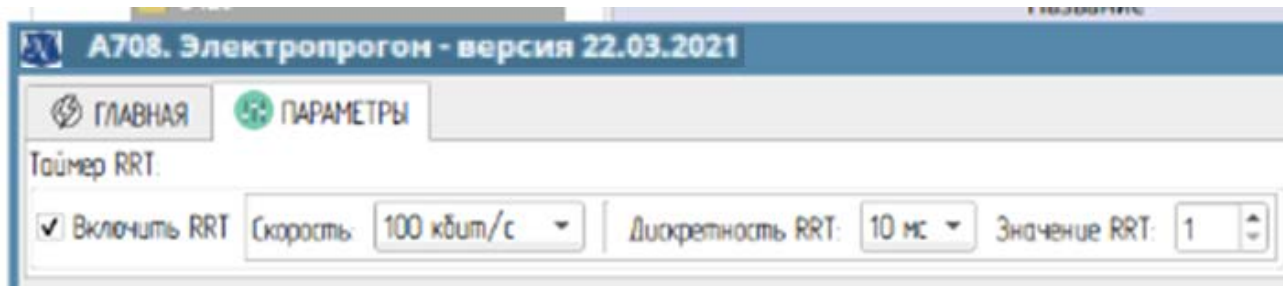 А708. Электропрогон - версия 22.03.2021
ГЛАВНАЯ ПАРАМЕТРЫ
Таймер RRT:
Включить RRT Скорость: 100 кбит/с Дискретность RRT: 10 мс Значение RRT: 1